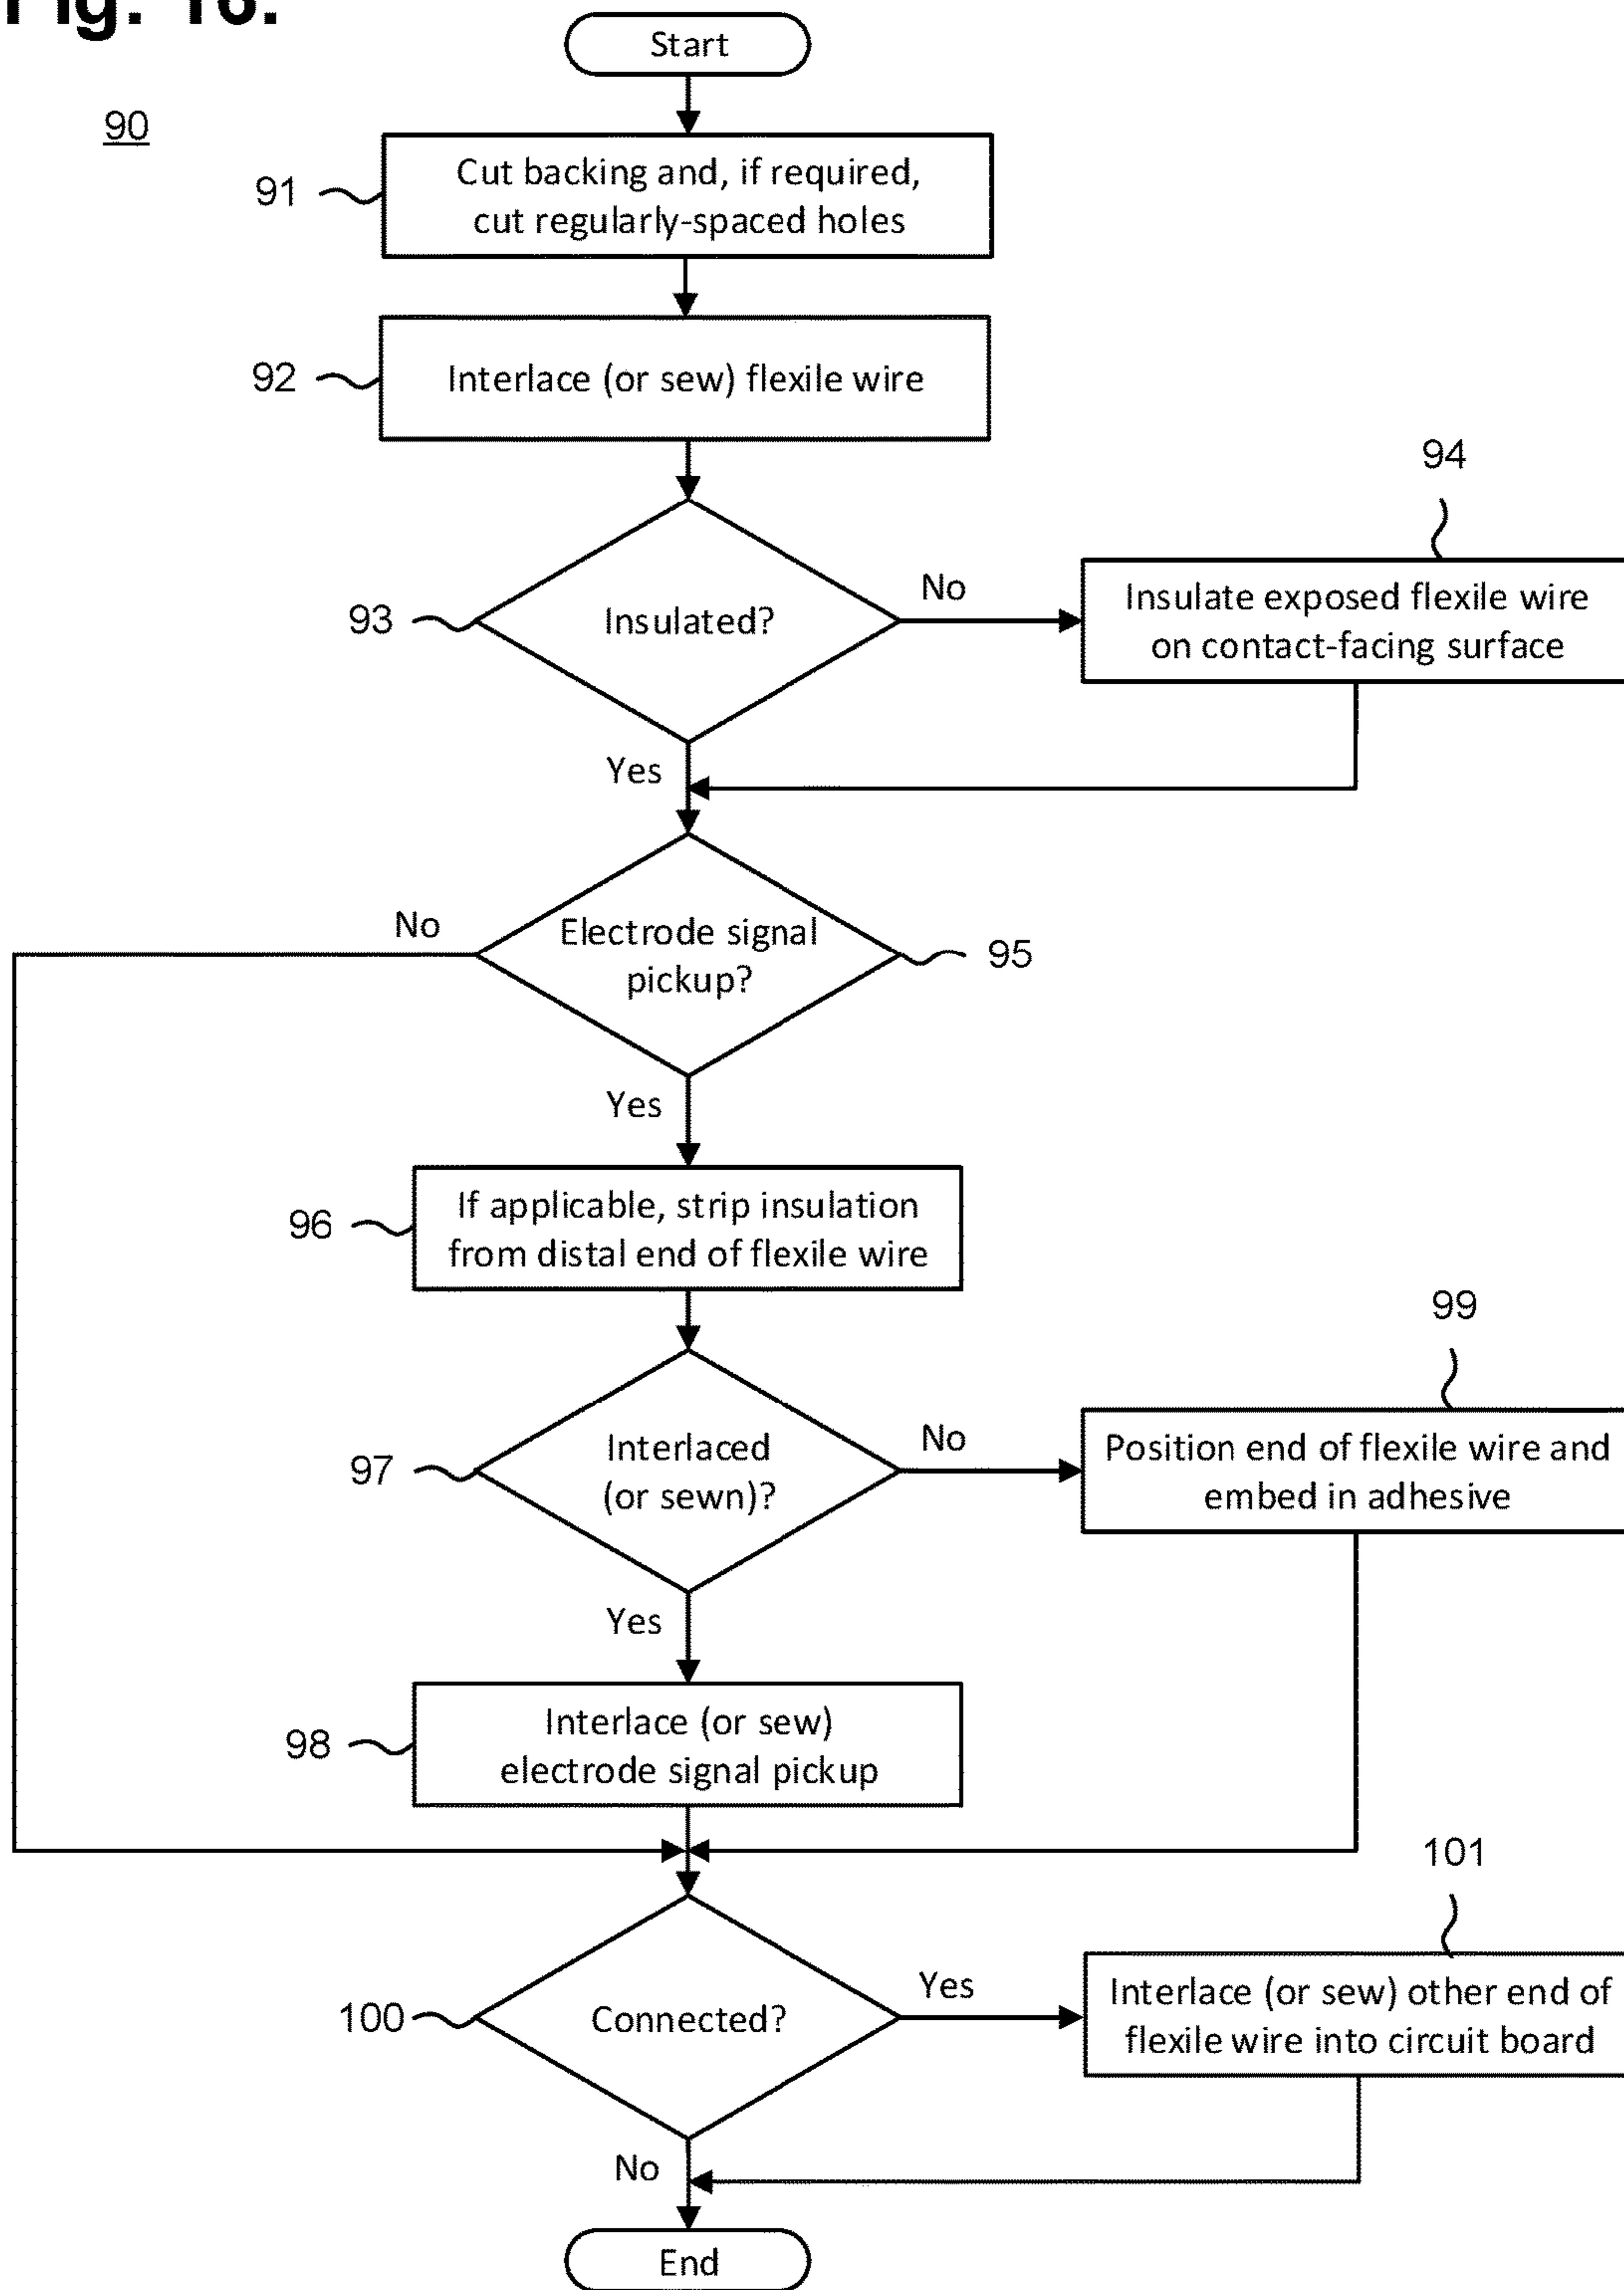 Fig. 16.
Start
90
91
Cut backing and, if required,
cut regularly-spaced holes
92
Interlace (or sew) flexile wire
94
93
Insulated?
No
Insulate exposed flexile wire
on contact-facing surface
Yes
No
Electrode signal
pickup?
95
Yes
96
If applicable, strip insulation
from distal end of flexile wire
99
97
Interlaced
(or sewn)?
No
Position end of flexile wire and
embed in adhesive
Yes
98
Interlace (or sew)
electrode signal pickup
101
100
Connected?
Yes
Interlace (or sew) other end of
flexile wire into circuit board
No
End